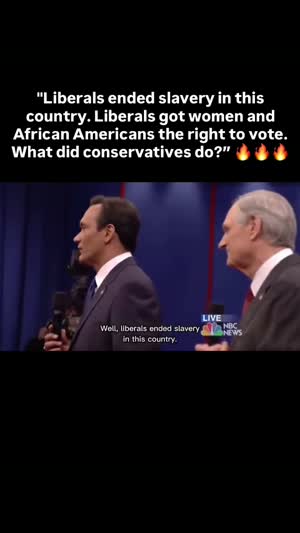 "Liberals ended slavery in this
country. Liberals got women and
African Americans the right to vote.
What did conservatives do?” 🔥🔥🔥
LIVE
NBC
NEWS
Well, liberals ended slavery
in this country.